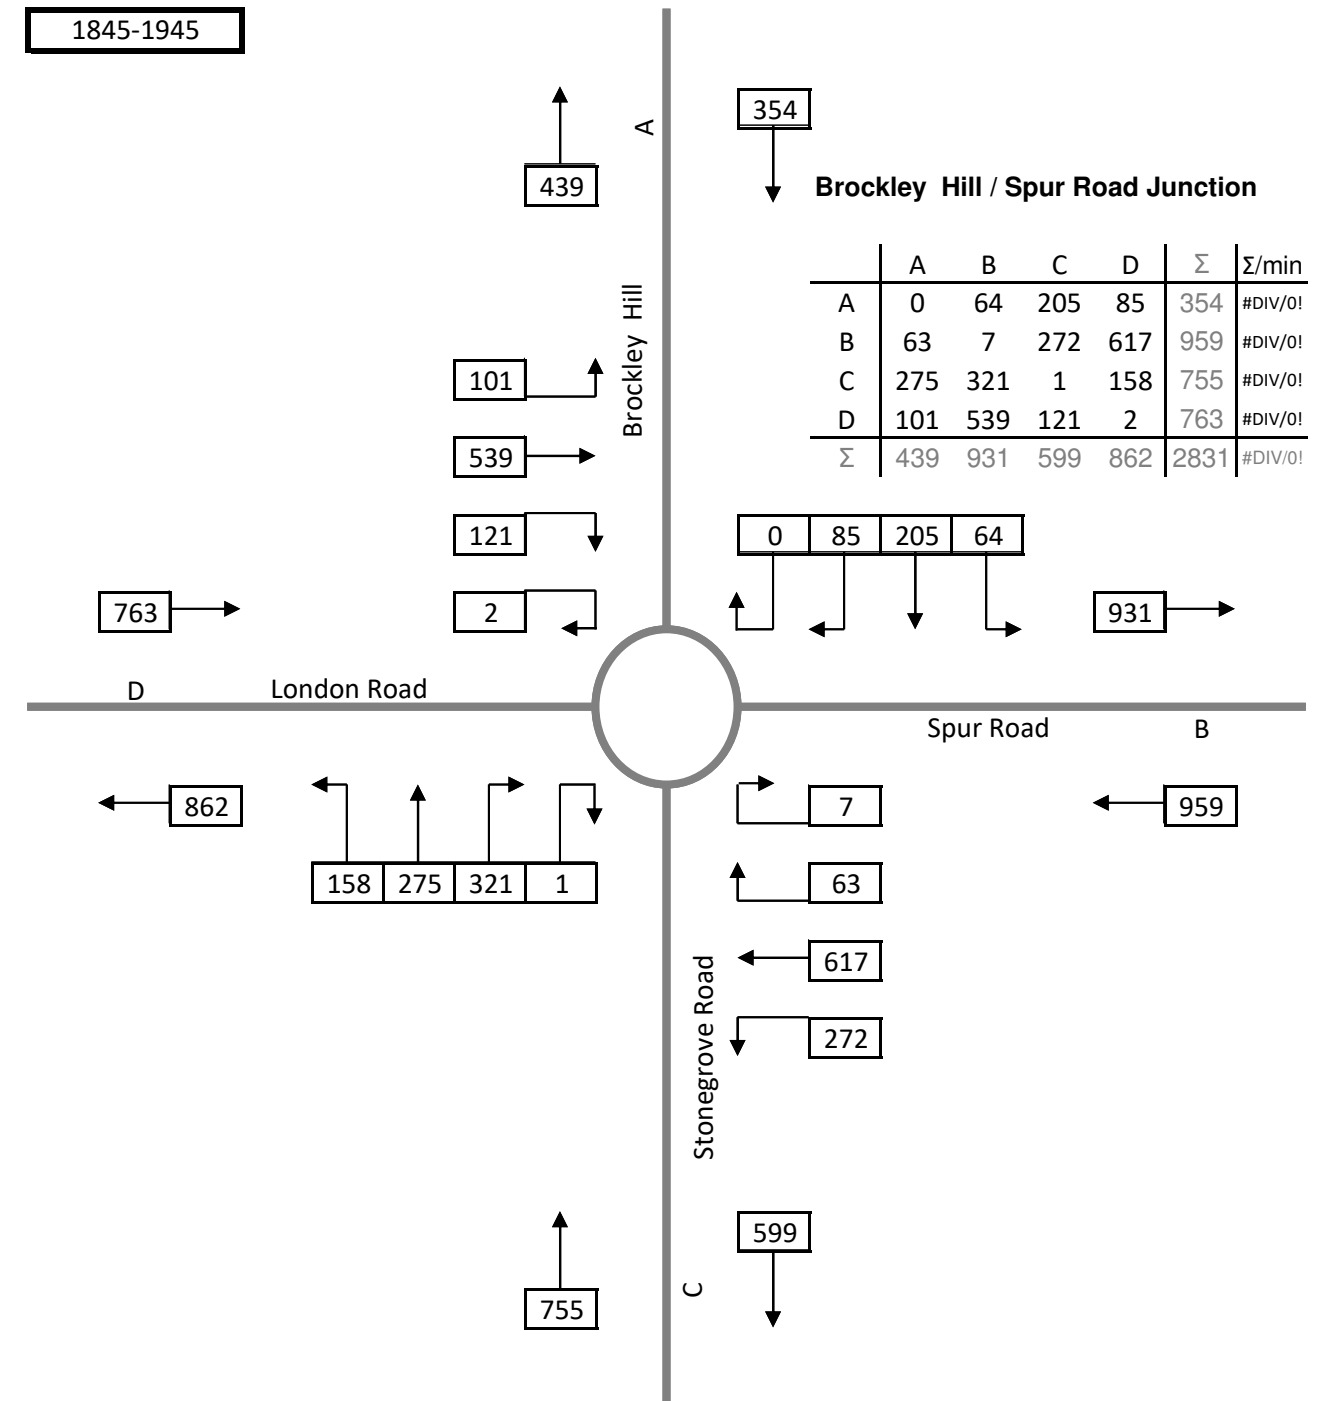 1845-1945
A
354
439
Brockley Hill / Spur Road Junction
A B C D Σ Σ/min
A 0 64 205 85 354 #DIV/0!
B 63 7 272 617 959 #DIV/0!
C 275 321 1 158 755 #DIV/0!
D 101 539 121 2 763 #DIV/0!
Σ 439 931 599 862 2831 #DIV/0!
Brockley Hill
101
539
121
2
0 85 205 64
763
931
D
London Road
Spur Road
B
862
7
959
158 275 321 1
63
617
272
Stonegrove Road
599
C
755